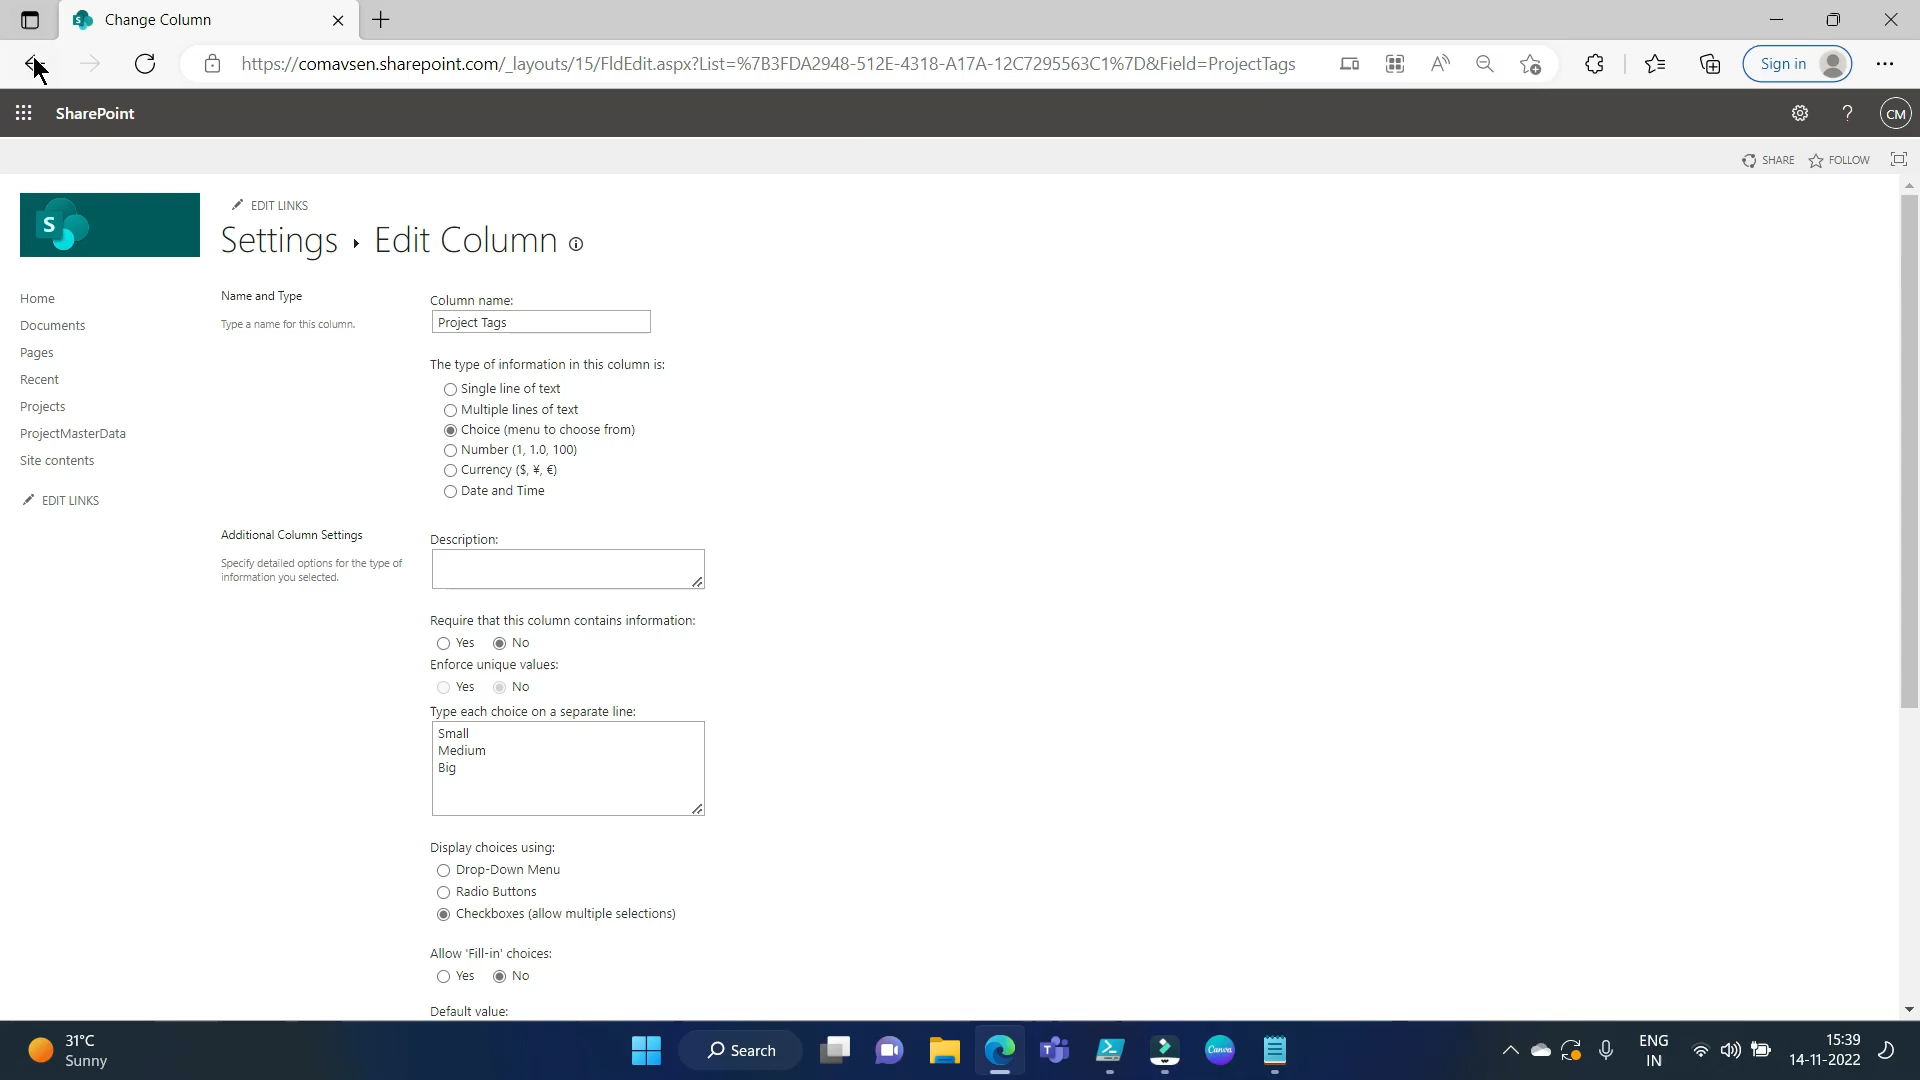 Change Column
https://comavsen.sharepoint.com/_layouts/15/FldEdit.aspx?List=%7B3FDA2948-512E-4318-A17A-12C7295563C1%7D&Field=ProjectTags
Sign in
SharePoint
?
CM
SHARE
FOLLOW
S
EDIT LINKS
Settings ▸ Edit Column
Home
Documents
Pages
Recent
Projects
ProjectMasterData
Site contents
EDIT LINKS
Name and Type
Type a name for this column.
Column name:
Project Tags
The type of information in this column is:
Single line of text
Multiple lines of text
Choice (menu to choose from)
Number (1, 1.0, 100)
Currency ($, ¥, €)
Date and Time
Additional Column Settings
Specify detailed options for the type of
information you selected.
Description:
Require that this column contains information:
Yes No
Enforce unique values:
Yes No
Type each choice on a separate line:
Small
Medium
Big
Display choices using:
Drop-Down Menu
Radio Buttons
Checkboxes (allow multiple selections)
Allow 'Fill-in' choices:
Yes No
Default value:
31°C
Sunny
Search
Canva
ENG
IN
15:39
14-11-2022